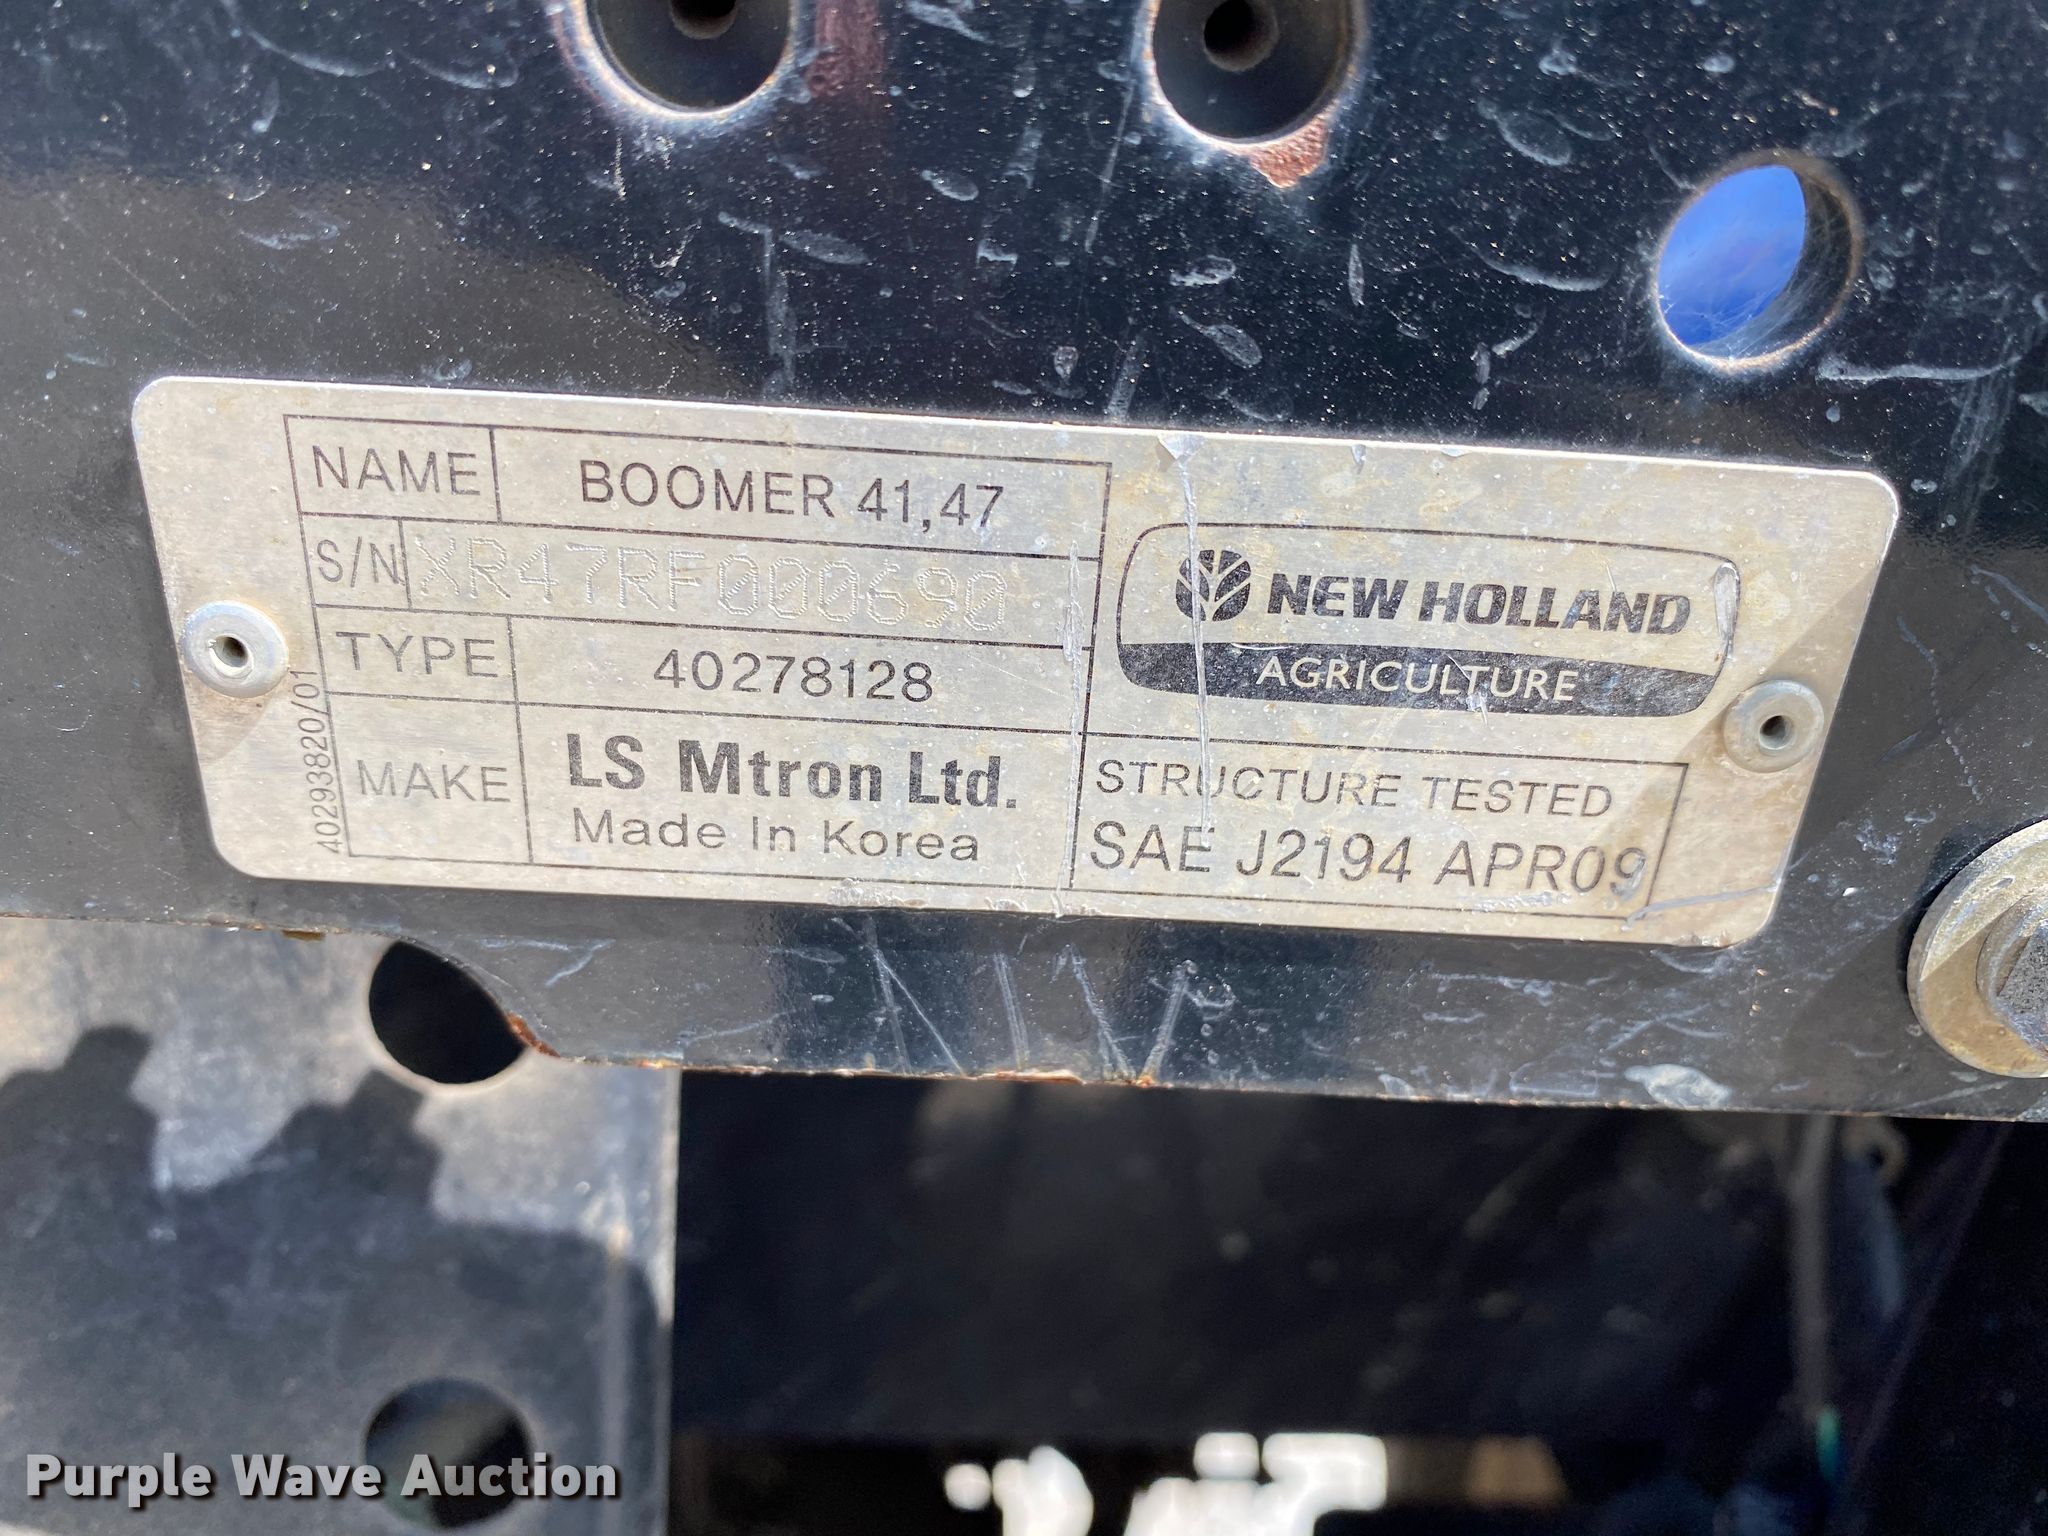 NAME BOOMER 41,47
S/N XR47RF000690
TYPE 40278128
MAKE LS Mtron Ltd.
Made In Korea
40293820/01
NEW HOLLAND
AGRICULTURE
STRUCTURE TESTED
SAE J2194 APR09
Purple Wave Auction